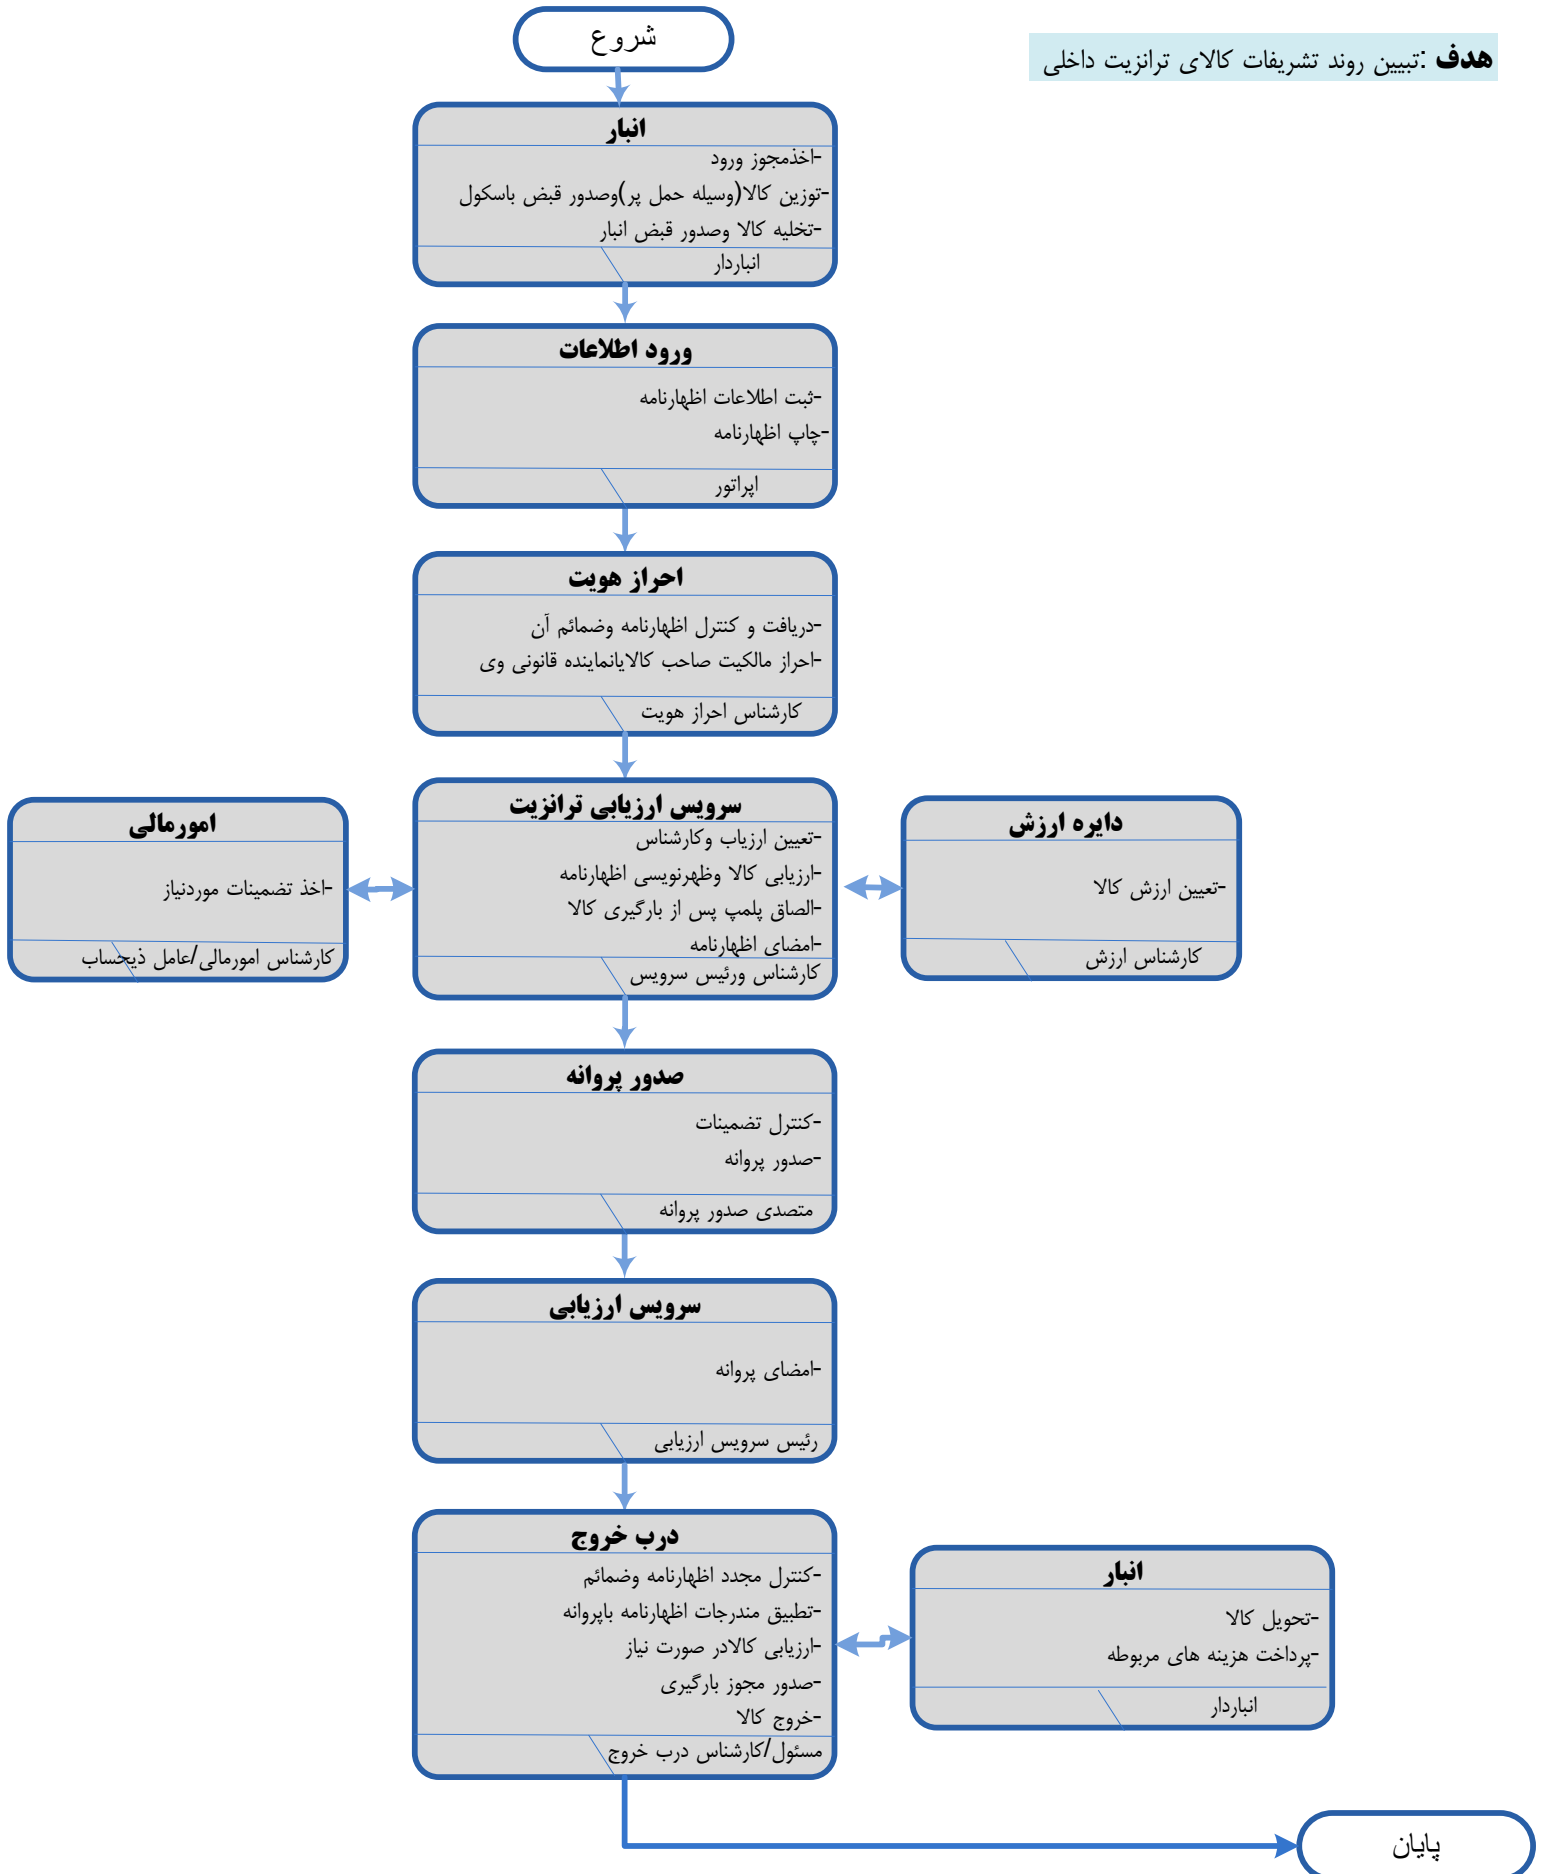 شروع
هدف :تبیین روند تشریفات کالای ترانزیت داخلی
انبار
-اخذمجوز ورود
-توزین کالا(وسیله حمل پر)وصدور قبض باسکول
-تخلیه کالا وصدور قبض انبار
انباردار
ورود اطلاعات
-ثبت اطلاعات اظهارنامه
-چاپ اظهارنامه
اپراتور
احراز هویت
-دریافت و کنترل اظهارنامه وضمائم آن
-احراز مالکیت صاحب کالایانماینده قانونی وی
کارشناس احراز هویت
سرویس ارزیابی ترانزیت
-تعیین ارزیاب وکارشناس
-ارزیابی کالا وظهرنویسی اظهارنامه
-الصاق پلمپ پس از بارگیری کالا
-امضای اظهارنامه
کارشناس ورئیس سرویس
دایره ارزش
-تعیین ارزش کالا
کارشناس ارزش
امورمالی
-اخذ تضمینات موردنیاز
کارشناس امورمالی/عامل ذیحساب
صدور پروانه
-کنترل تضمینات
-صدور پروانه
متصدی صدور پروانه
سرویس ارزیابی
-امضای پروانه
رئیس سرویس ارزیابی
درب خروج
-کنترل مجدد اظهارنامه وضمائم
-تطبیق مندرجات اظهارنامه باپروانه
-ارزیابی کالادر صورت نیاز
-صدور مجوز بارگیری
-خروج کالا
مسئول/کارشناس درب خروج
انبار
-تحویل کالا
-پرداخت هزینه های مربوطه
انباردار
پایان